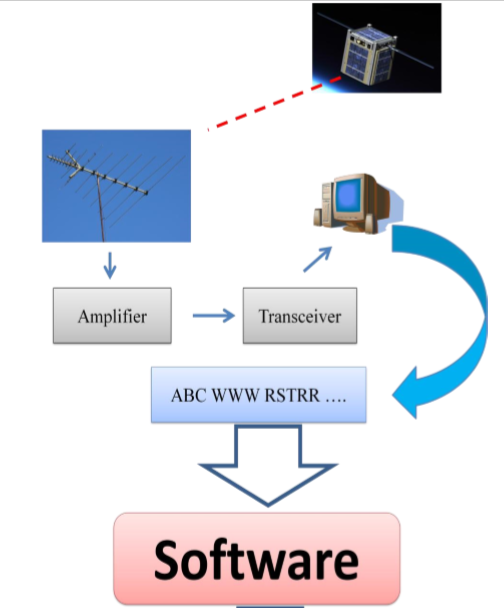 Amplifier
Transceiver
ABC WWW RSTRR ….
Software